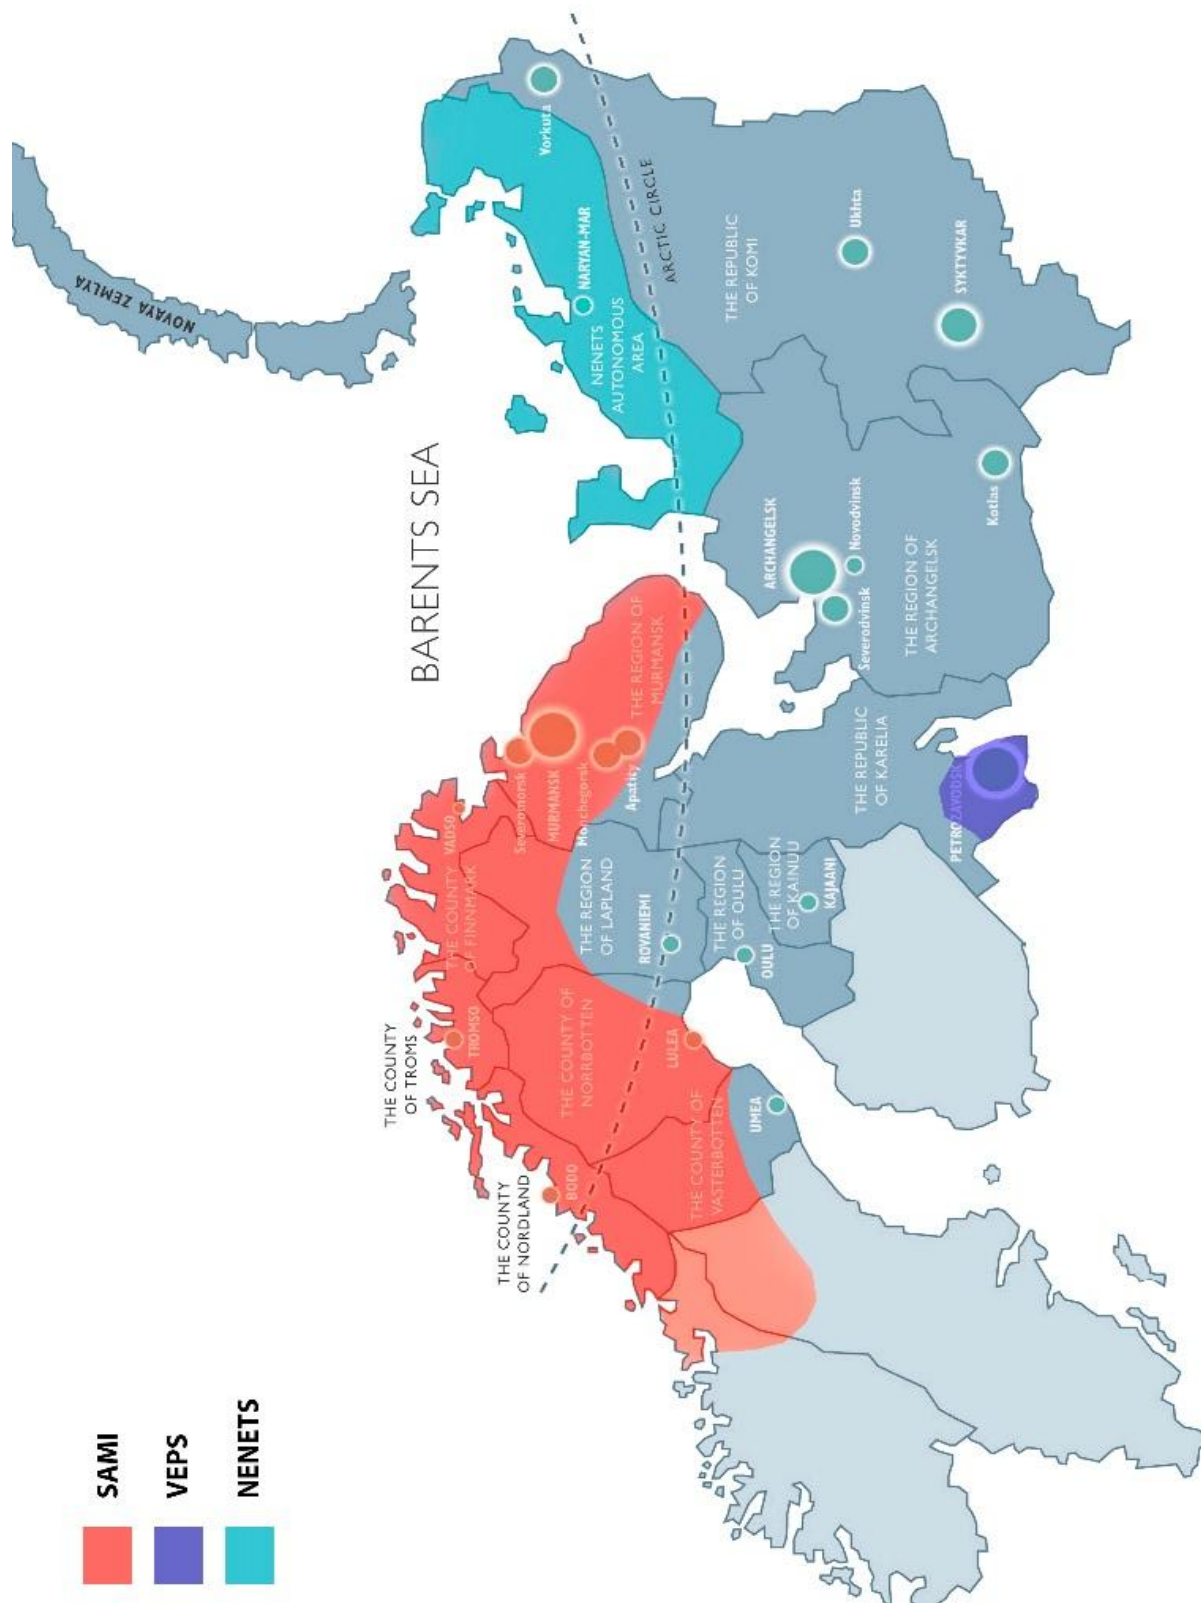 SAMI
VEPS
NENETS
NOVAYA ZEMLYA
BARENTS SEA
ARCTIC CIRCLE
THE COUNTY
OF TROMS
THE COUNTY
OF NORDLAND
THE COUNTY
OF FINNMARK
THE COUNTY OF
NORRBOTTEN
THE COUNTY OF
VASTERBOTTEN
THE REGION
OF LAPLAND
THE REGION
OF OULU
THE REGION
OF KAINUU
THE REGION OF
MURMANSK
THE REPUBLIC
OF KARELIA
THE REGION OF
ARCHANGELSK
NENETS
AUTONOMOUS
AREA
THE REPUBLIC
OF KOMI
TROMSO
VADSO
BODO
LULEA
UMEA
ROVANIEMI
OULU
KAJAANI
Severomorsk
MURMANSK
Monchegorsk
Apatity
PETROZAVODSK
ARCHANGELSK
Severodvinsk
Novodvinsk
Kotlas
NARYAN-MAR
Vorkuta
Ukhta
SYKTYVKAR